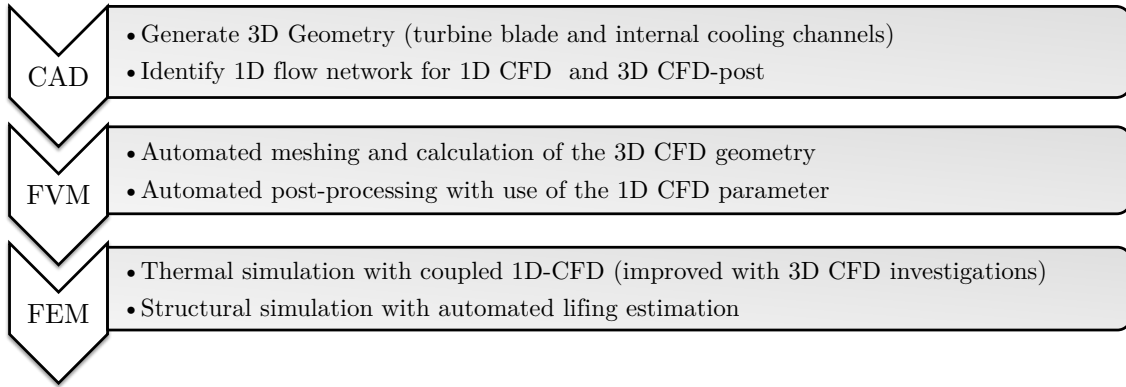 CAD
• Generate 3D Geometry (turbine blade and internal cooling channels)
• Identify 1D flow network for 1D CFD and 3D CFD-post
FVM
• Automated meshing and calculation of the 3D CFD geometry
• Automated post-processing with use of the 1D CFD parameter
FEM
• Thermal simulation with coupled 1D-CFD (improved with 3D CFD investigations)
• Structural simulation with automated lifing estimation